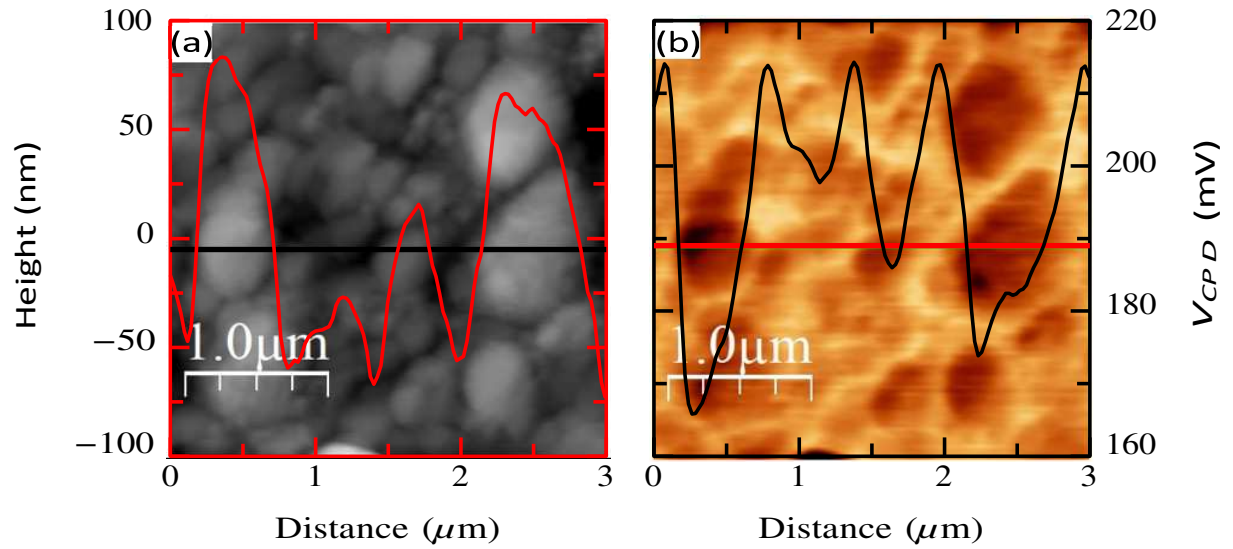 (a)
100
50
0
−50
−100
Height (nm)
1.0μm
0 1 2 3
Distance (μm)
(b)
220
200
180
160
V_CPD (mV)
1.0μm
0 1 2 3
Distance (μm)